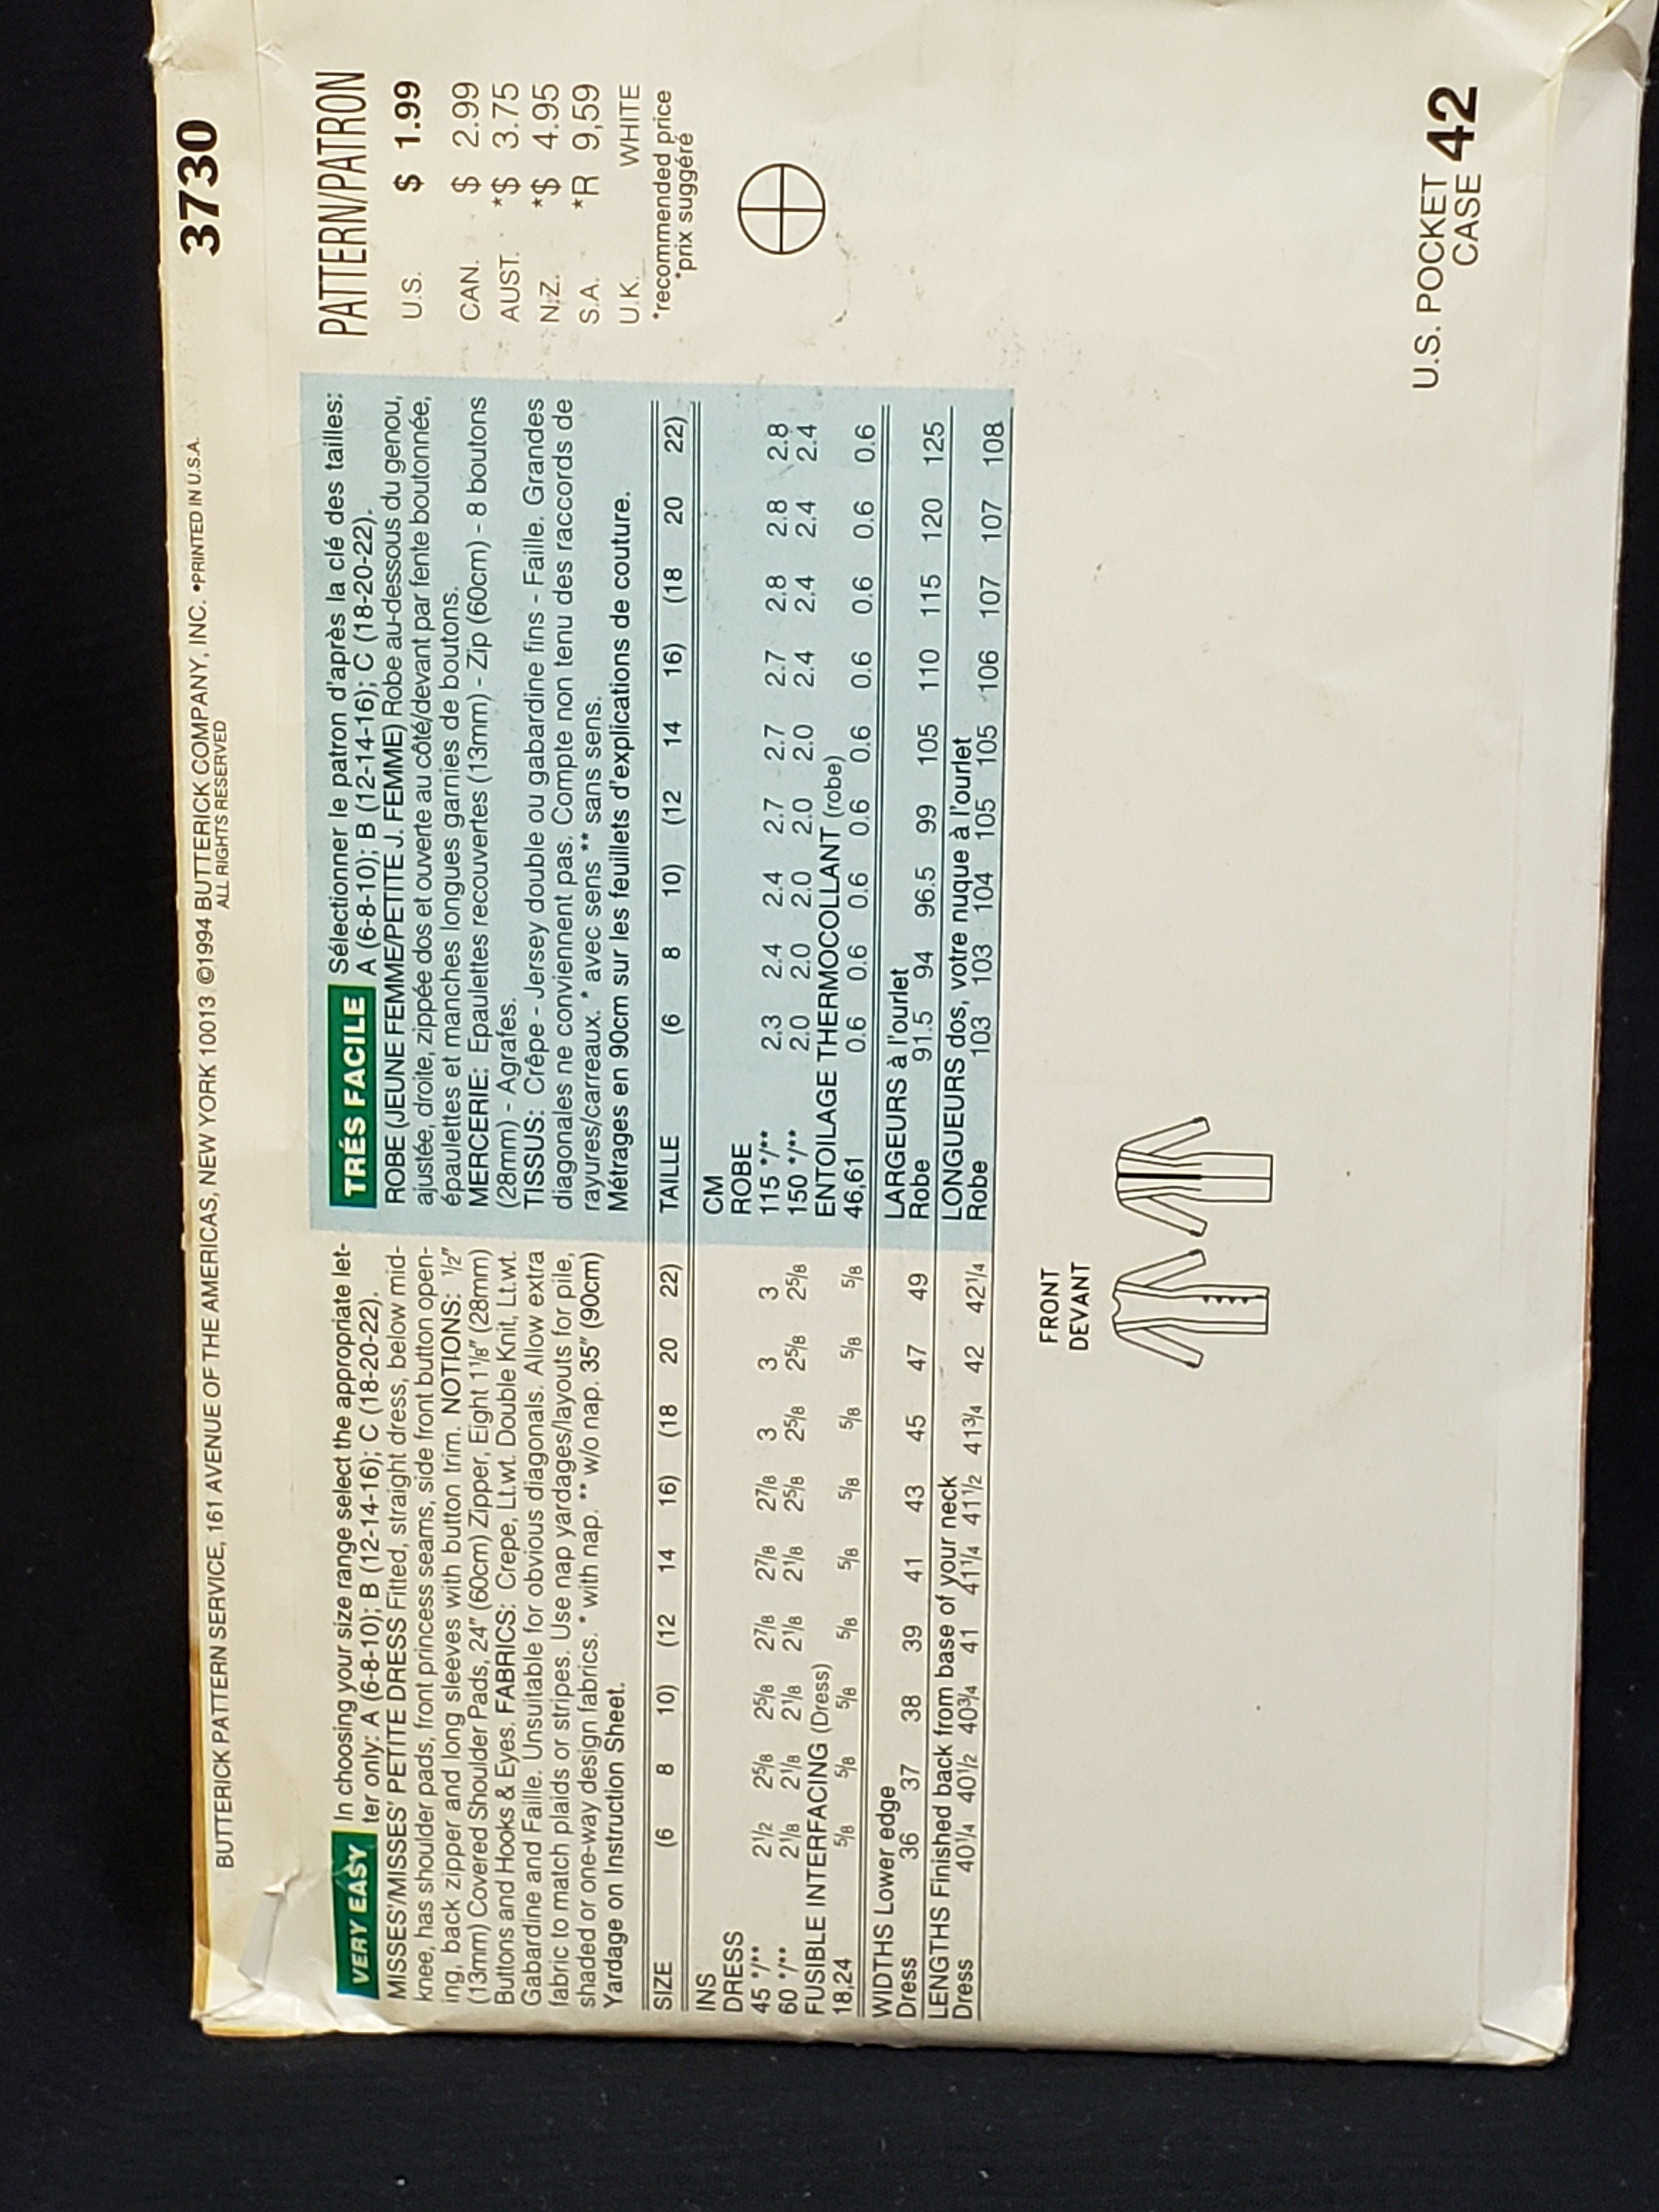 BUTTERICK PATTERN SERVICE, 161 AVENUE OF THE AMERICAS, NEW YORK 10013 ©1994 BUTTERICK COMPANY, INC. •PRINTED IN U.S.A.
ALL RIGHTS RESERVED
3730
VERY EASY In choosing your size range select the appropriate let-
ter only: A (6-8-10); B (12-14-16); C (18-20-22).
MISSES'/MISSES' PETITE DRESS Fitted, straight dress, below mid-
knee, has shoulder pads, front princess seams, side front button open-
ing, back zipper and long sleeves with button trim. NOTIONS: 1/2"
(13mm) Covered Shoulder Pads, 24" (60cm) Zipper, Eight 1 1/8" (28mm)
Buttons and Hooks & Eyes. FABRICS: Crepe, Lt.wt. Double Knit, Lt.wt.
Gabardine and Faille. Unsuitable for obvious diagonals. Allow extra
fabric to match plaids or stripes. Use nap yardages/layouts for pile,
shaded or one-way design fabrics. * with nap. ** w/o nap. 35" (90cm)
Yardage on Instruction Sheet.
SIZE (6 8 10) (12 14 16) (18 20 22)
INS
DRESS
45 */** 2 1/2 2 5/8 2 5/8 2 7/8 2 7/8 2 7/8 3 3 3
60 */** 2 1/8 2 1/8 2 1/8 2 1/8 2 1/8 2 5/8 2 5/8 2 5/8 2 5/8
FUSIBLE INTERFACING (Dress)
18,24 5/8 5/8 5/8 5/8 5/8 5/8 5/8 5/8 5/8
WIDTHS Lower edge
Dress 36 37 38 39 41 43 45 47 49
LENGTHS Finished back from base of your neck
Dress 40 1/4 40 1/2 40 3/4 41 41 1/4 41 1/2 41 3/4 42 42 1/4
TRÉS FACILE Sélectionner le patron d'après la clé des tailles:
A (6-8-10); B (12-14-16); C (18-20-22).
ROBE (JEUNE FEMME/PETITE J. FEMME) Robe au-dessous du genou,
ajustée, droite, zippée dos et ouverte au côté/devant par fente boutonnée,
épaulettes et manches longues garnies de boutons.
MERCERIE: Epaulettes recouvertes (13mm) - Zip (60cm) - 8 boutons
(28mm) - Agrafes.
TISSUS: Crêpe - Jersey double ou gabardine fins - Faille. Grandes
diagonales ne conviennent pas. Compte non tenu des raccords de
rayures/carreaux. * avec sens ** sans sens.
Métrages en 90cm sur les feuillets d'explications de couture.
TAILLE (6 8 10) (12 14 16) (18 20 22)
CM
ROBE
115 */** 2.3 2.4 2.4 2.7 2.7 2.7 2.8 2.8 2.8
150 */** 2.0 2.0 2.0 2.0 2.0 2.4 2.4 2.4 2.4
ENTOILAGE THERMOCOLLANT (robe)
46,61 0.6 0.6 0.6 0.6 0.6 0.6 0.6 0.6 0.6
LARGEURS à l'ourlet
Robe 91.5 94 96.5 99 105 110 115 120 125
LONGUEURS dos, votre nuque à l'ourlet
Robe 103 103 104 105 105 106 107 107 108
PATTERN/PATRON
U.S. $ 1.99
CAN. $ 2.99
AUST. *$ 3.75
N.Z. *$ 4.95
S.A. *R 9,59
U.K. WHITE
*recommended price
*prix suggéré
FRONT
DEVANT
U.S. POCKET
CASE 42